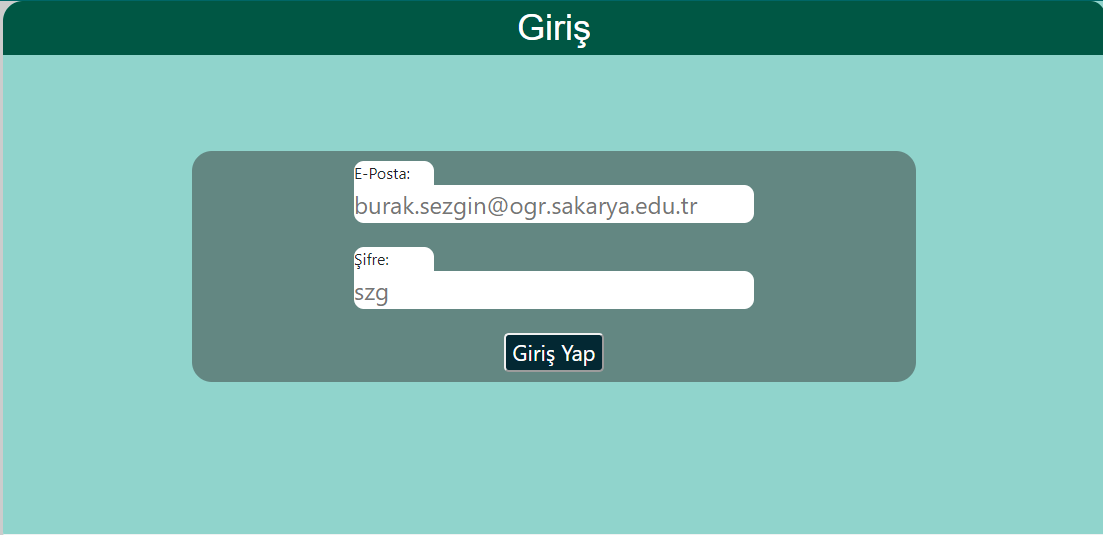 Giriş
E-Posta:
burak.sezgin@ogr.sakarya.edu.tr
Şifre:
szg
Giriş Yap